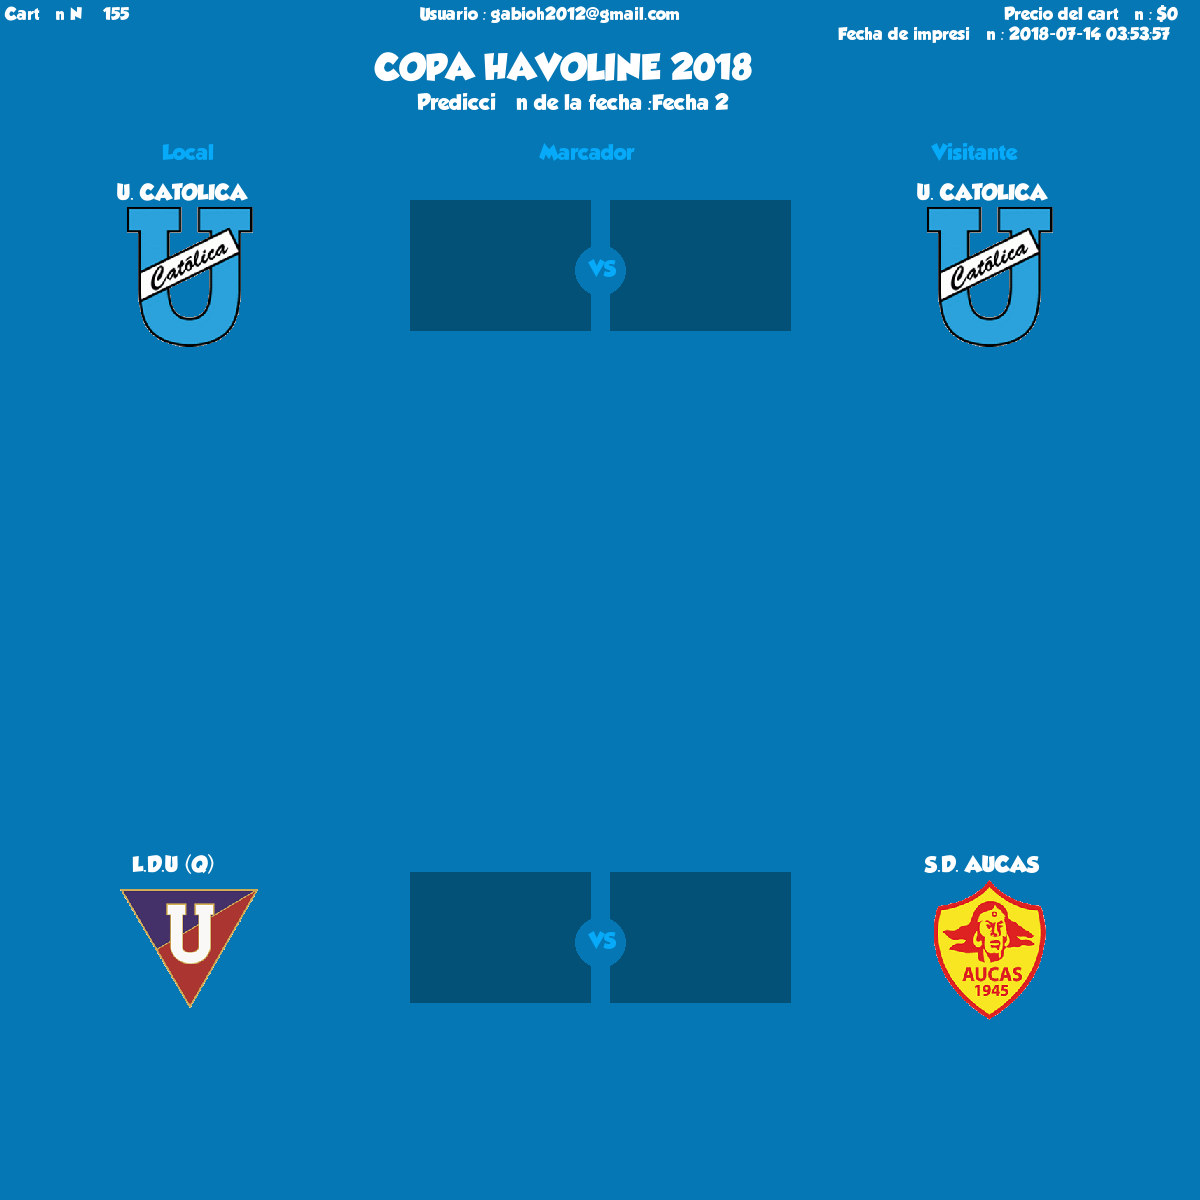 Cart n N 155
Usuario : gabioh2012@gmail.com
Precio del cart n : $0
Fecha de impresi n : 2018-07-14 03:53:57
COPA HAVOLINE 2018
Predicci n de la fecha :Fecha 2
Local
Marcador
Visitante
U. CATOLICA
U. CATOLICA
Católica
VS
Católica
L.D.U (Q)
S.D. AUCAS
U
VS
AUCAS
1945